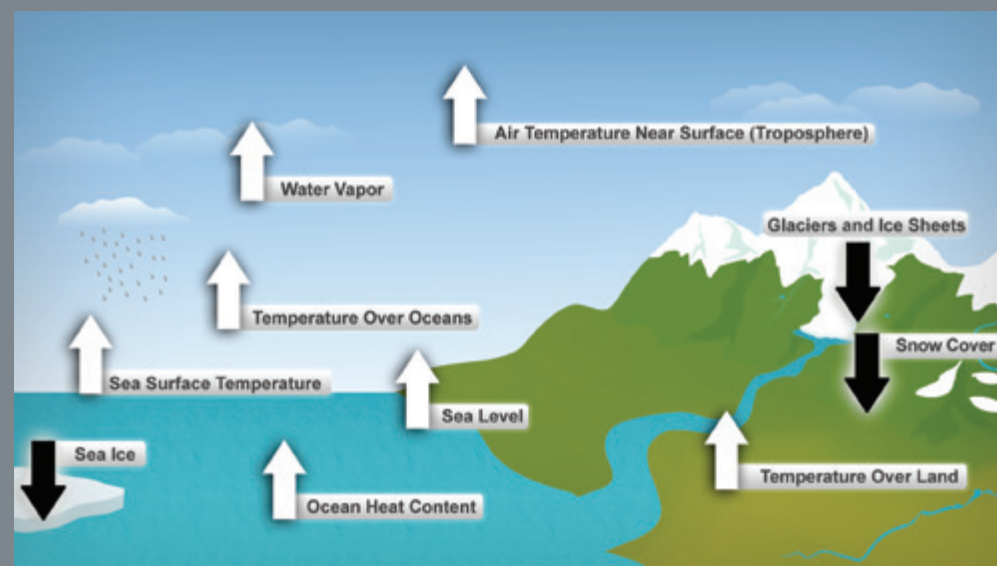 Air Temperature Near Surface (Troposphere)
Water Vapor
Glaciers and Ice Sheets
Temperature Over Oceans
Snow Cover
Sea Surface Temperature
Sea Level
Sea Ice
Temperature Over Land
Ocean Heat Content